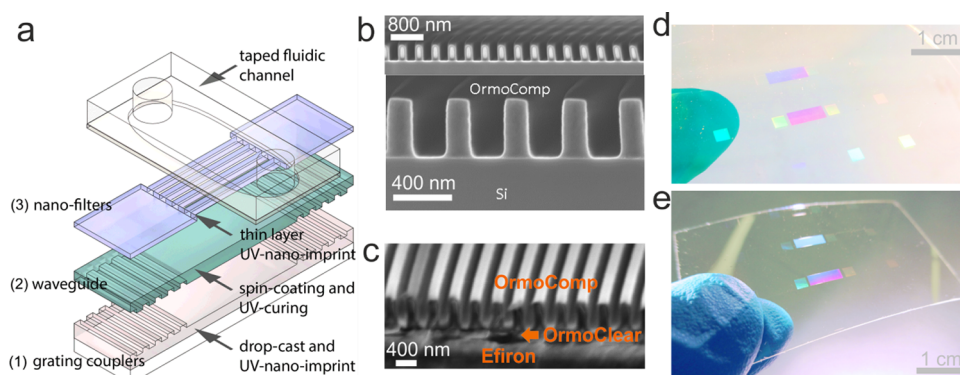 a
taped fluidic
channel
(3) nano-filters
thin layer
UV-nano-imprint
(2) waveguide
spin-coating and
UV-curing
(1) grating couplers
drop-cast and
UV-nano-imprint
b
800 nm
OrmoComp
400 nm
Si
c
OrmoComp
OrmoClear
Efiron
400 nm
d
1 cm
e
1 cm